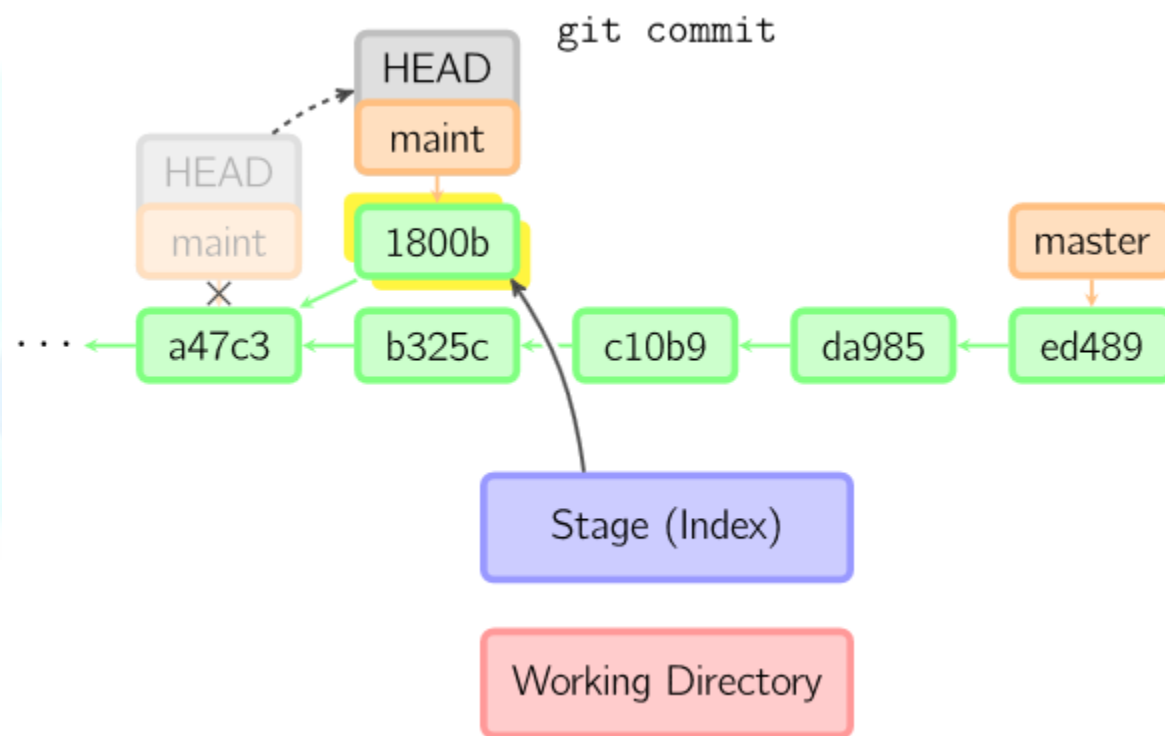 git commit
HEAD
maint
HEAD
maint
1800b
master
... a47c3 b325c c10b9 da985 ed489
Stage (Index)
Working Directory